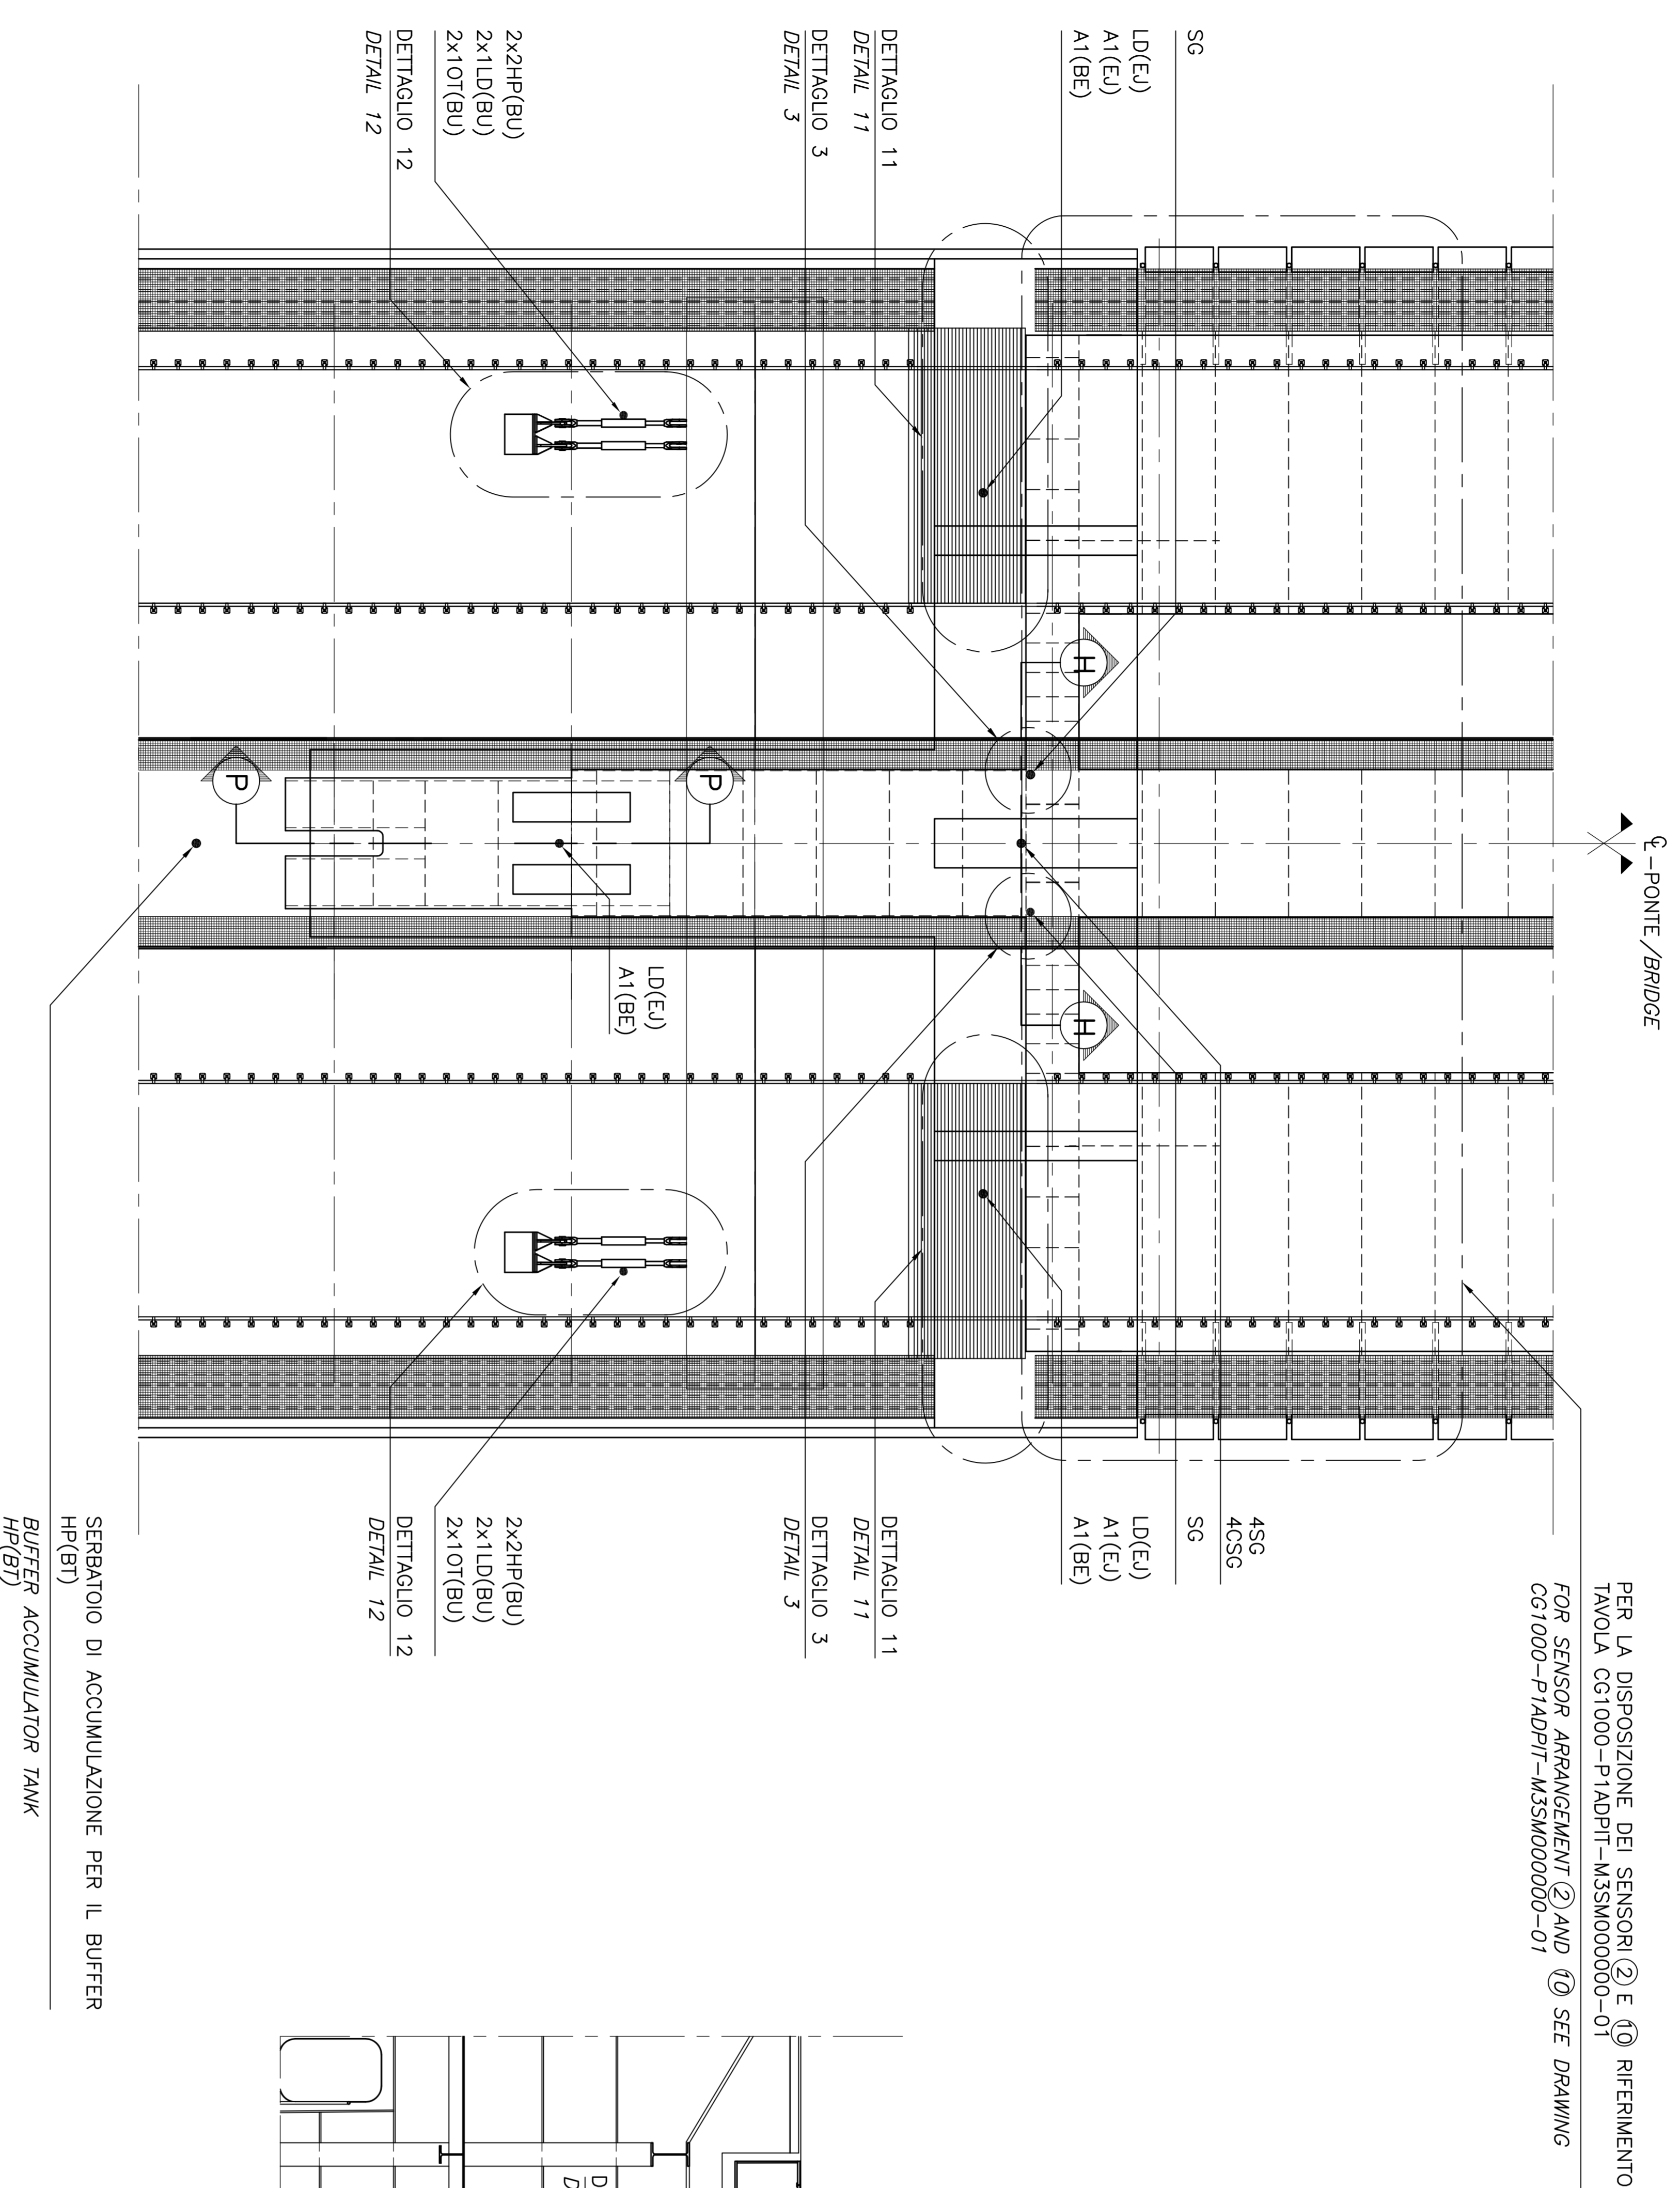 ℄-PONTE/BRIDGE
PER LA DISPOSIZIONE DEI SENSORI 2 E 10 RIFERIMENTO
TAVOLA CG1000-P1ADPIT-M3SM000000-01
FOR SENSOR ARRANGEMENT 2 AND 10 SEE DRAWING
CG1000-P1ADPIT-M3SM000000-01
SG
LD(EJ)
A1(EJ)
A1(BE)
DETTAGLIO 11
DETAIL 11
DETTAGLIO 3
DETAIL 3
2x2HP(BU)
2x1LD(BU)
2x1OT(BU)
DETTAGLIO 12
DETAIL 12
H
H
P
P
LD(EJ)
A1(BE)
4SG
4CSG
SG
LD(EJ)
A1(EJ)
A1(BE)
DETTAGLIO 11
DETAIL 11
DETTAGLIO 3
DETAIL 3
2x2HP(BU)
2x1LD(BU)
2x1OT(BU)
DETTAGLIO 12
DETAIL 12
SERBATOIO DI ACCUMULAZIONE PER IL BUFFER
HP(BT)
BUFFER ACCUMULATOR TANK
HP(BT)
D
D